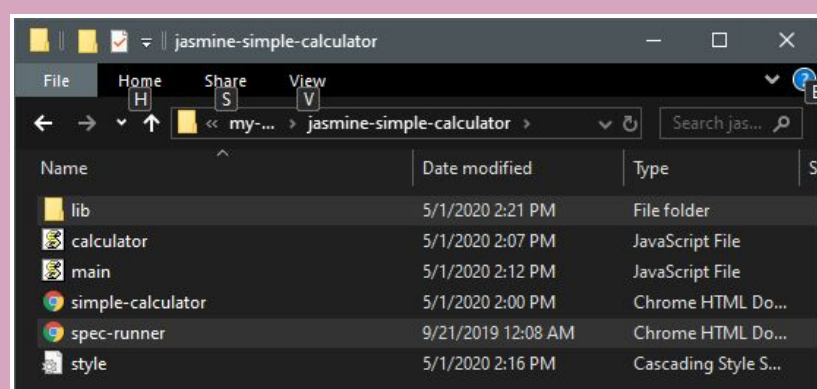 jasmine-simple-calculator
File Home Share View
H S V E
« my-... › jasmine-simple-calculator › Search jas...
Name Date modified Type S
lib 5/1/2020 2:21 PM File folder
calculator 5/1/2020 2:07 PM JavaScript File
main 5/1/2020 2:12 PM JavaScript File
simple-calculator 5/1/2020 2:00 PM Chrome HTML Do...
spec-runner 9/21/2019 12:08 AM Chrome HTML Do...
style 5/1/2020 2:16 PM Cascading Style S...